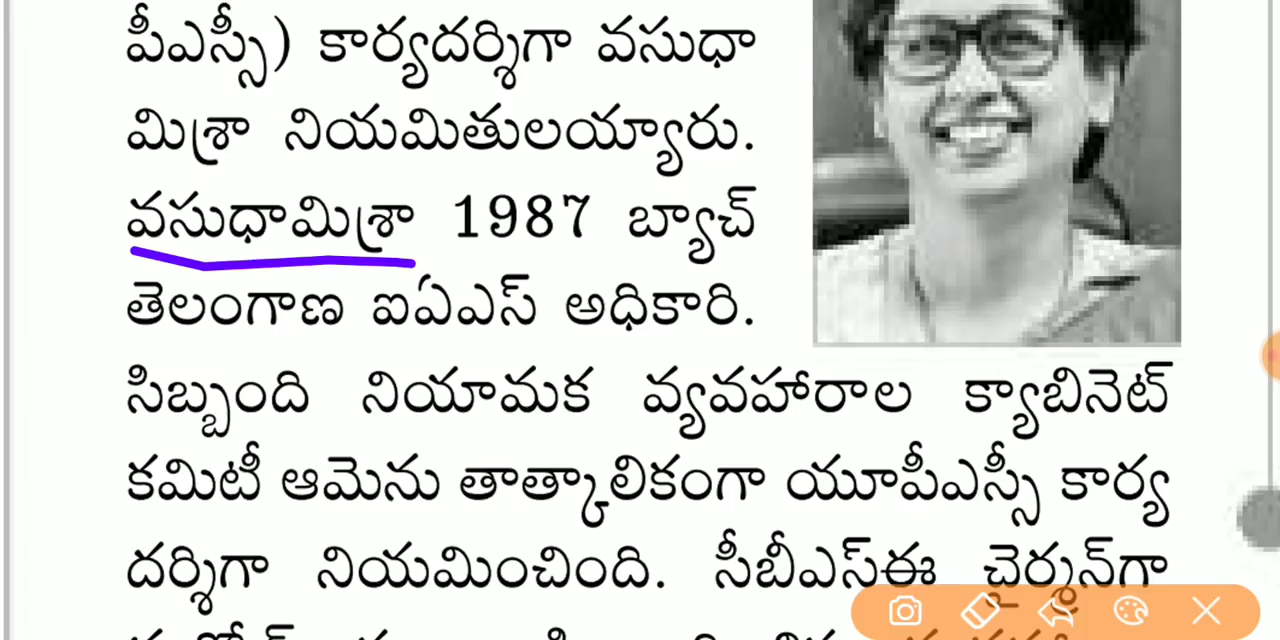 పీఎస్సీ) కార్యదర్శిగా వసుధా
మిశ్రా నియమితులయ్యారు.
వసుధామిశ్రా 1987 బ్యాచ్
తెలంగాణ ఐఏఎస్ అధికారి.
సిబ్బంది నియామక వ్యవహారాల క్యాబినెట్
కమిటీ ఆమెను తాత్కాలికంగా యూపీఎస్సీ కార్య
దర్శిగా నియమించింది. సీబీఎస్ఈ చైర్మన్‌గా